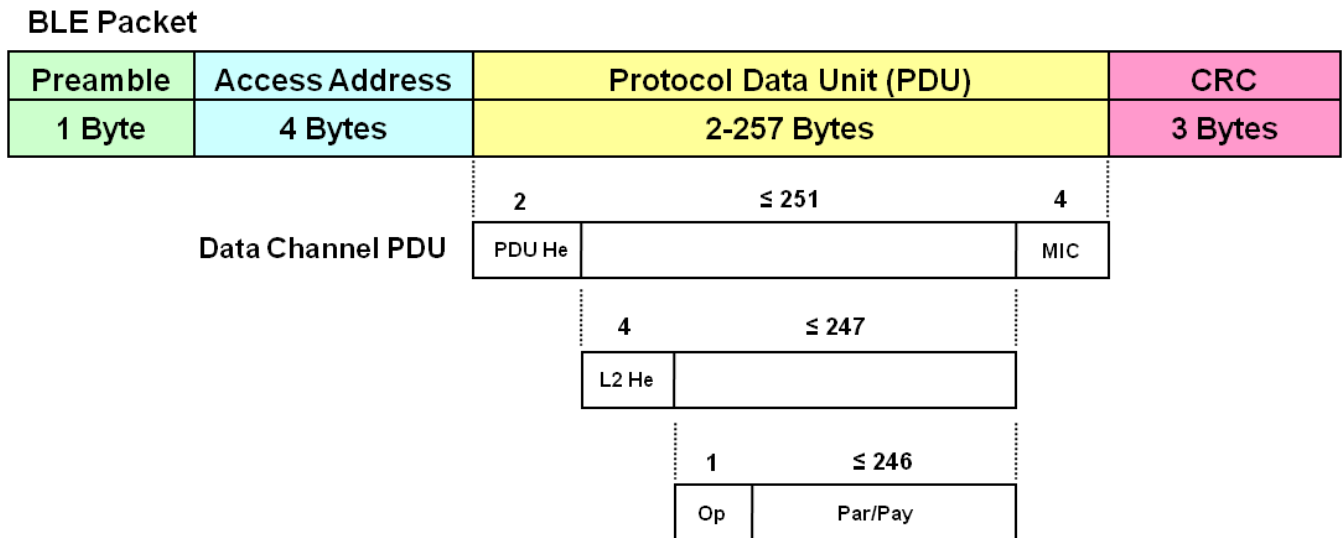 BLE Packet
Preamble Access Address Protocol Data Unit (PDU) CRC
1 Byte 4 Bytes 2-257 Bytes 3 Bytes
2 ≤ 251 4
Data Channel PDU PDU He MIC
4 ≤ 247
L2 He
1 ≤ 246
Op Par/Pay